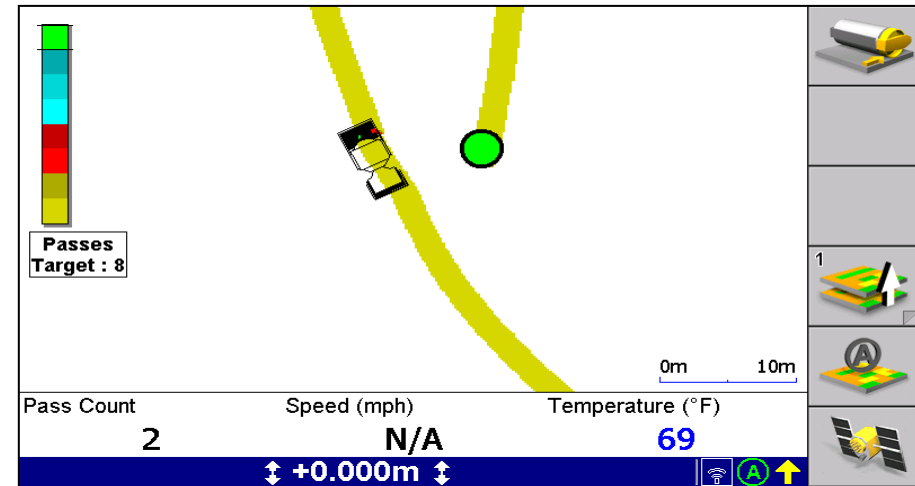 Passes
Target : 8
1
0m 10m
Pass Count Speed (mph) Temperature (°F)
2 N/A 69
+0.000m
A
A